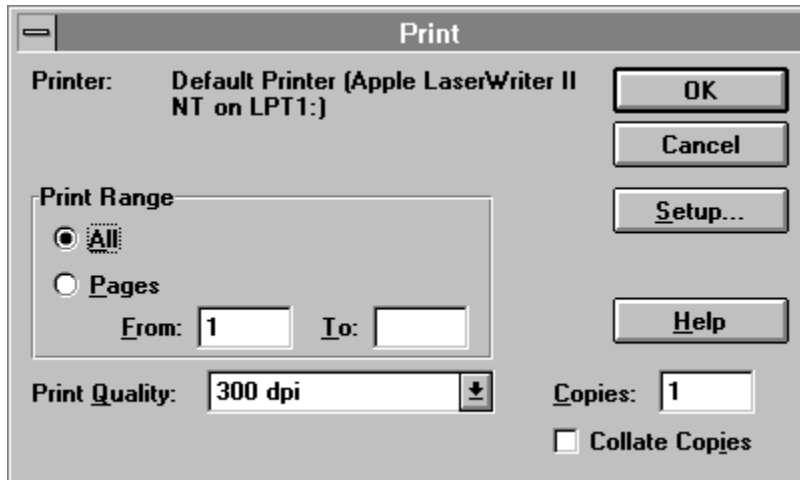 Print
Printer: Default Printer (Apple LaserWriter II
NT on LPT1:)
OK
Cancel
Print Range
Setup...
All
Pages
From: 1 To:
Help
Print Quality: 300 dpi
Copies: 1
Collate Copies